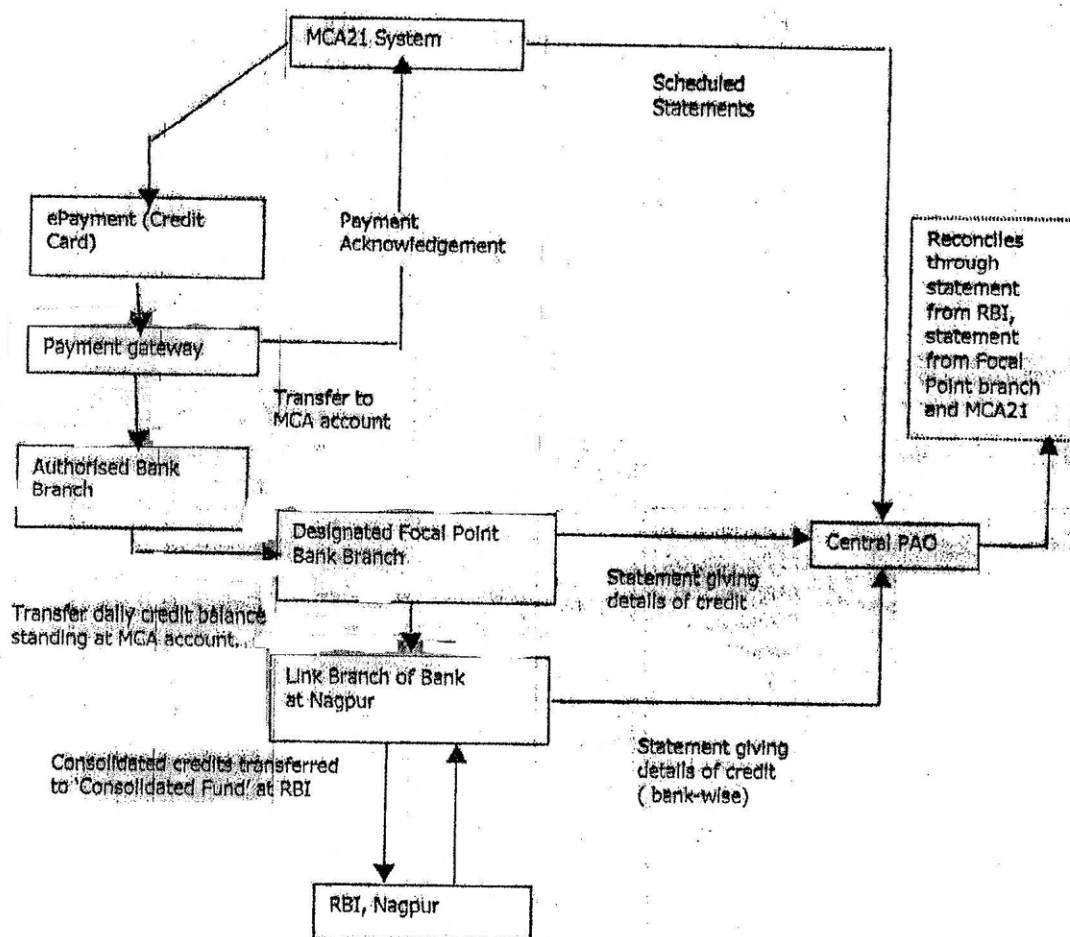 MCA21 System
Scheduled
Statements
ePayment (Credit
Card)
Payment
Acknowledgement
Reconciles
through
statement
from RBI,
statement
from Focal
Point branch
and MCA21
Payment gateway
Transfer to
MCA account
Authorised Bank
Branch
Designated Focal Point
Bank Branch
Central PAO
Statement giving
details of credit
Transfer daily credit balance
standing at MCA account.
Link Branch of Bank
at Nagpur
Statement giving
details of credit
( bank-wise)
Consolidated credits transferred
to 'Consolidated Fund' at RBI
RBI, Nagpur